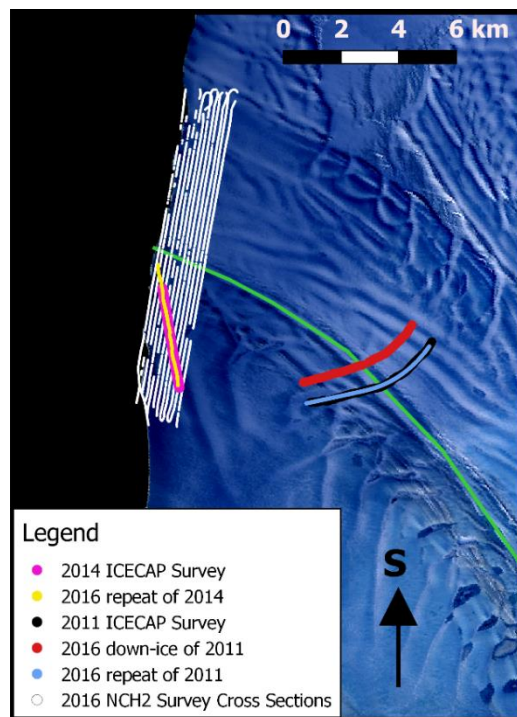 0 2 4 6 km
S
Legend
2014 ICECAP Survey
2016 repeat of 2014
2011 ICECAP Survey
2016 down-ice of 2011
2016 repeat of 2011
2016 NCH2 Survey Cross Sections